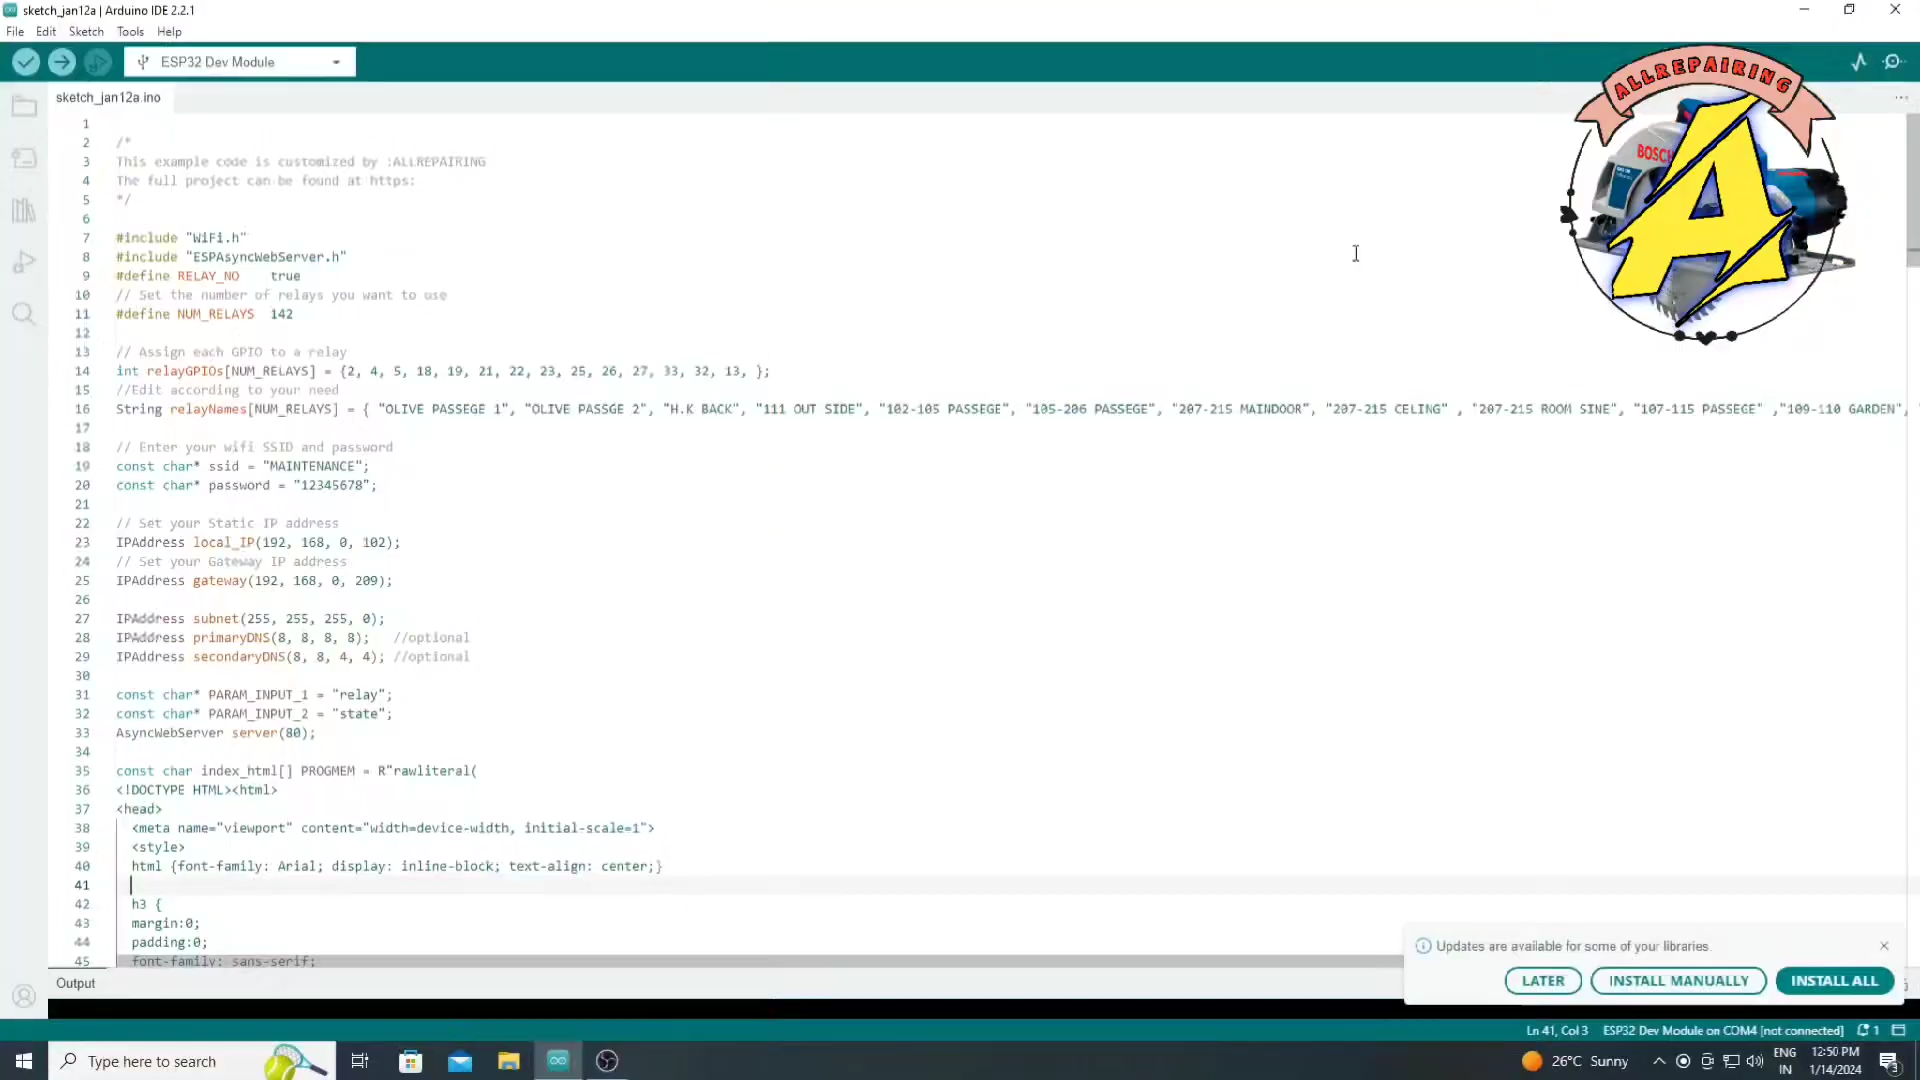 sketch_jan12a | Arduino IDE 2.2.1
File Edit Sketch Tools Help
ESP32 Dev Module
sketch_jan12a.ino
ALLREPAIRING
BOSCH
A
1
2 /*
3 This example code is customized by :ALLREPAIRING
4 The full project can be found at https:
5 */
6
7 #include "WiFi.h"
8 #include "ESPAsyncWebServer.h"
9 #define RELAY_NO    true
10 // Set the number of relays you want to use
11 #define NUM_RELAYS  142
12
13 // Assign each GPIO to a relay
14 int relayGPIOs[NUM_RELAYS] = {2, 4, 5, 18, 19, 21, 22, 23, 25, 26, 27, 33, 32, 13, };
15 //Edit according to your need
16 String relayNames[NUM_RELAYS] = { "OLIVE PASSEGE 1", "OLIVE PASSGE 2", "H.K BACK", "111 OUT SIDE", "102-105 PASSEGE", "105-206 PASSEGE", "207-215 MAINDOOR", "207-215 CELING" , "207-215 ROOM SINE", "107-115 PASSEGE" ,"109-110 GARDEN",
17
18 // Enter your wifi SSID and password
19 const char* ssid = "MAINTENANCE";
20 const char* password = "12345678";
21
22 // Set your Static IP address
23 IPAddress local_IP(192, 168, 0, 102);
24 // Set your Gateway IP address
25 IPAddress gateway(192, 168, 0, 209);
26
27 IPAddress subnet(255, 255, 255, 0);
28 IPAddress primaryDNS(8, 8, 8, 8);   //optional
29 IPAddress secondaryDNS(8, 8, 4, 4); //optional
30
31 const char* PARAM_INPUT_1 = "relay";
32 const char* PARAM_INPUT_2 = "state";
33 AsyncWebServer server(80);
34
35 const char index_html[] PROGMEM = R"rawliteral(
36 <!DOCTYPE HTML><html>
37 <head>
38 <meta name="viewport" content="width=device-width, initial-scale=1">
39 <style>
40 html {font-family: Arial; display: inline-block; text-align: center;}
41
42 h3 {
43 margin:0;
44 padding:0;
45 font-family: sans-serif;
Updates are available for some of your libraries.
LATER INSTALL MANUALLY INSTALL ALL
Output
Ln 41, Col 3 ESP32 Dev Module on COM4 [not connected] 1
Type here to search
26°C Sunny
ENG
IN
12:50 PM
1/14/2024
3